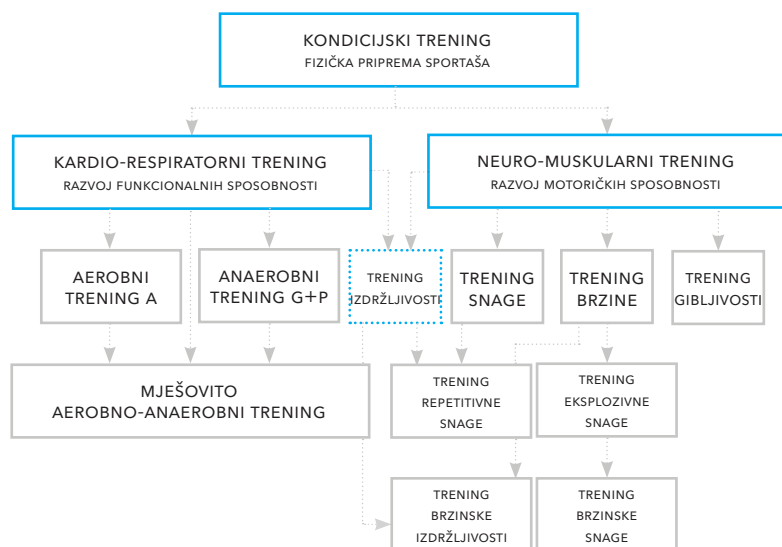 KONDICIJSKI TRENING
FIZIČKA PRIPREMA SPORTAŠA
KARDIO-RESPIRATORNI TRENING
RAZVOJ FUNKCIONALNIH SPOSOBNOSTI
NEURO-MUSKULARNI TRENING
RAZVOJ MOTORIČKIH SPOSOBNOSTI
AEROBNI
TRENING A
ANAEROBNI
TRENING G+P
TRENING
IZDRŽLJIVOSTI
TRENING
SNAGE
TRENING
BRZINE
TRENING
GIBLJIVOSTI
MJEŠOVITO
AEROBNO-ANAEROBNI TRENING
TRENING
REPETITIVNE
SNAGE
TRENING
EKSPLOZIVNE
SNAGE
TRENING
BRZINSKE
IZDRŽLJIVOSTI
TRENING
BRZINSKE
SNAGE